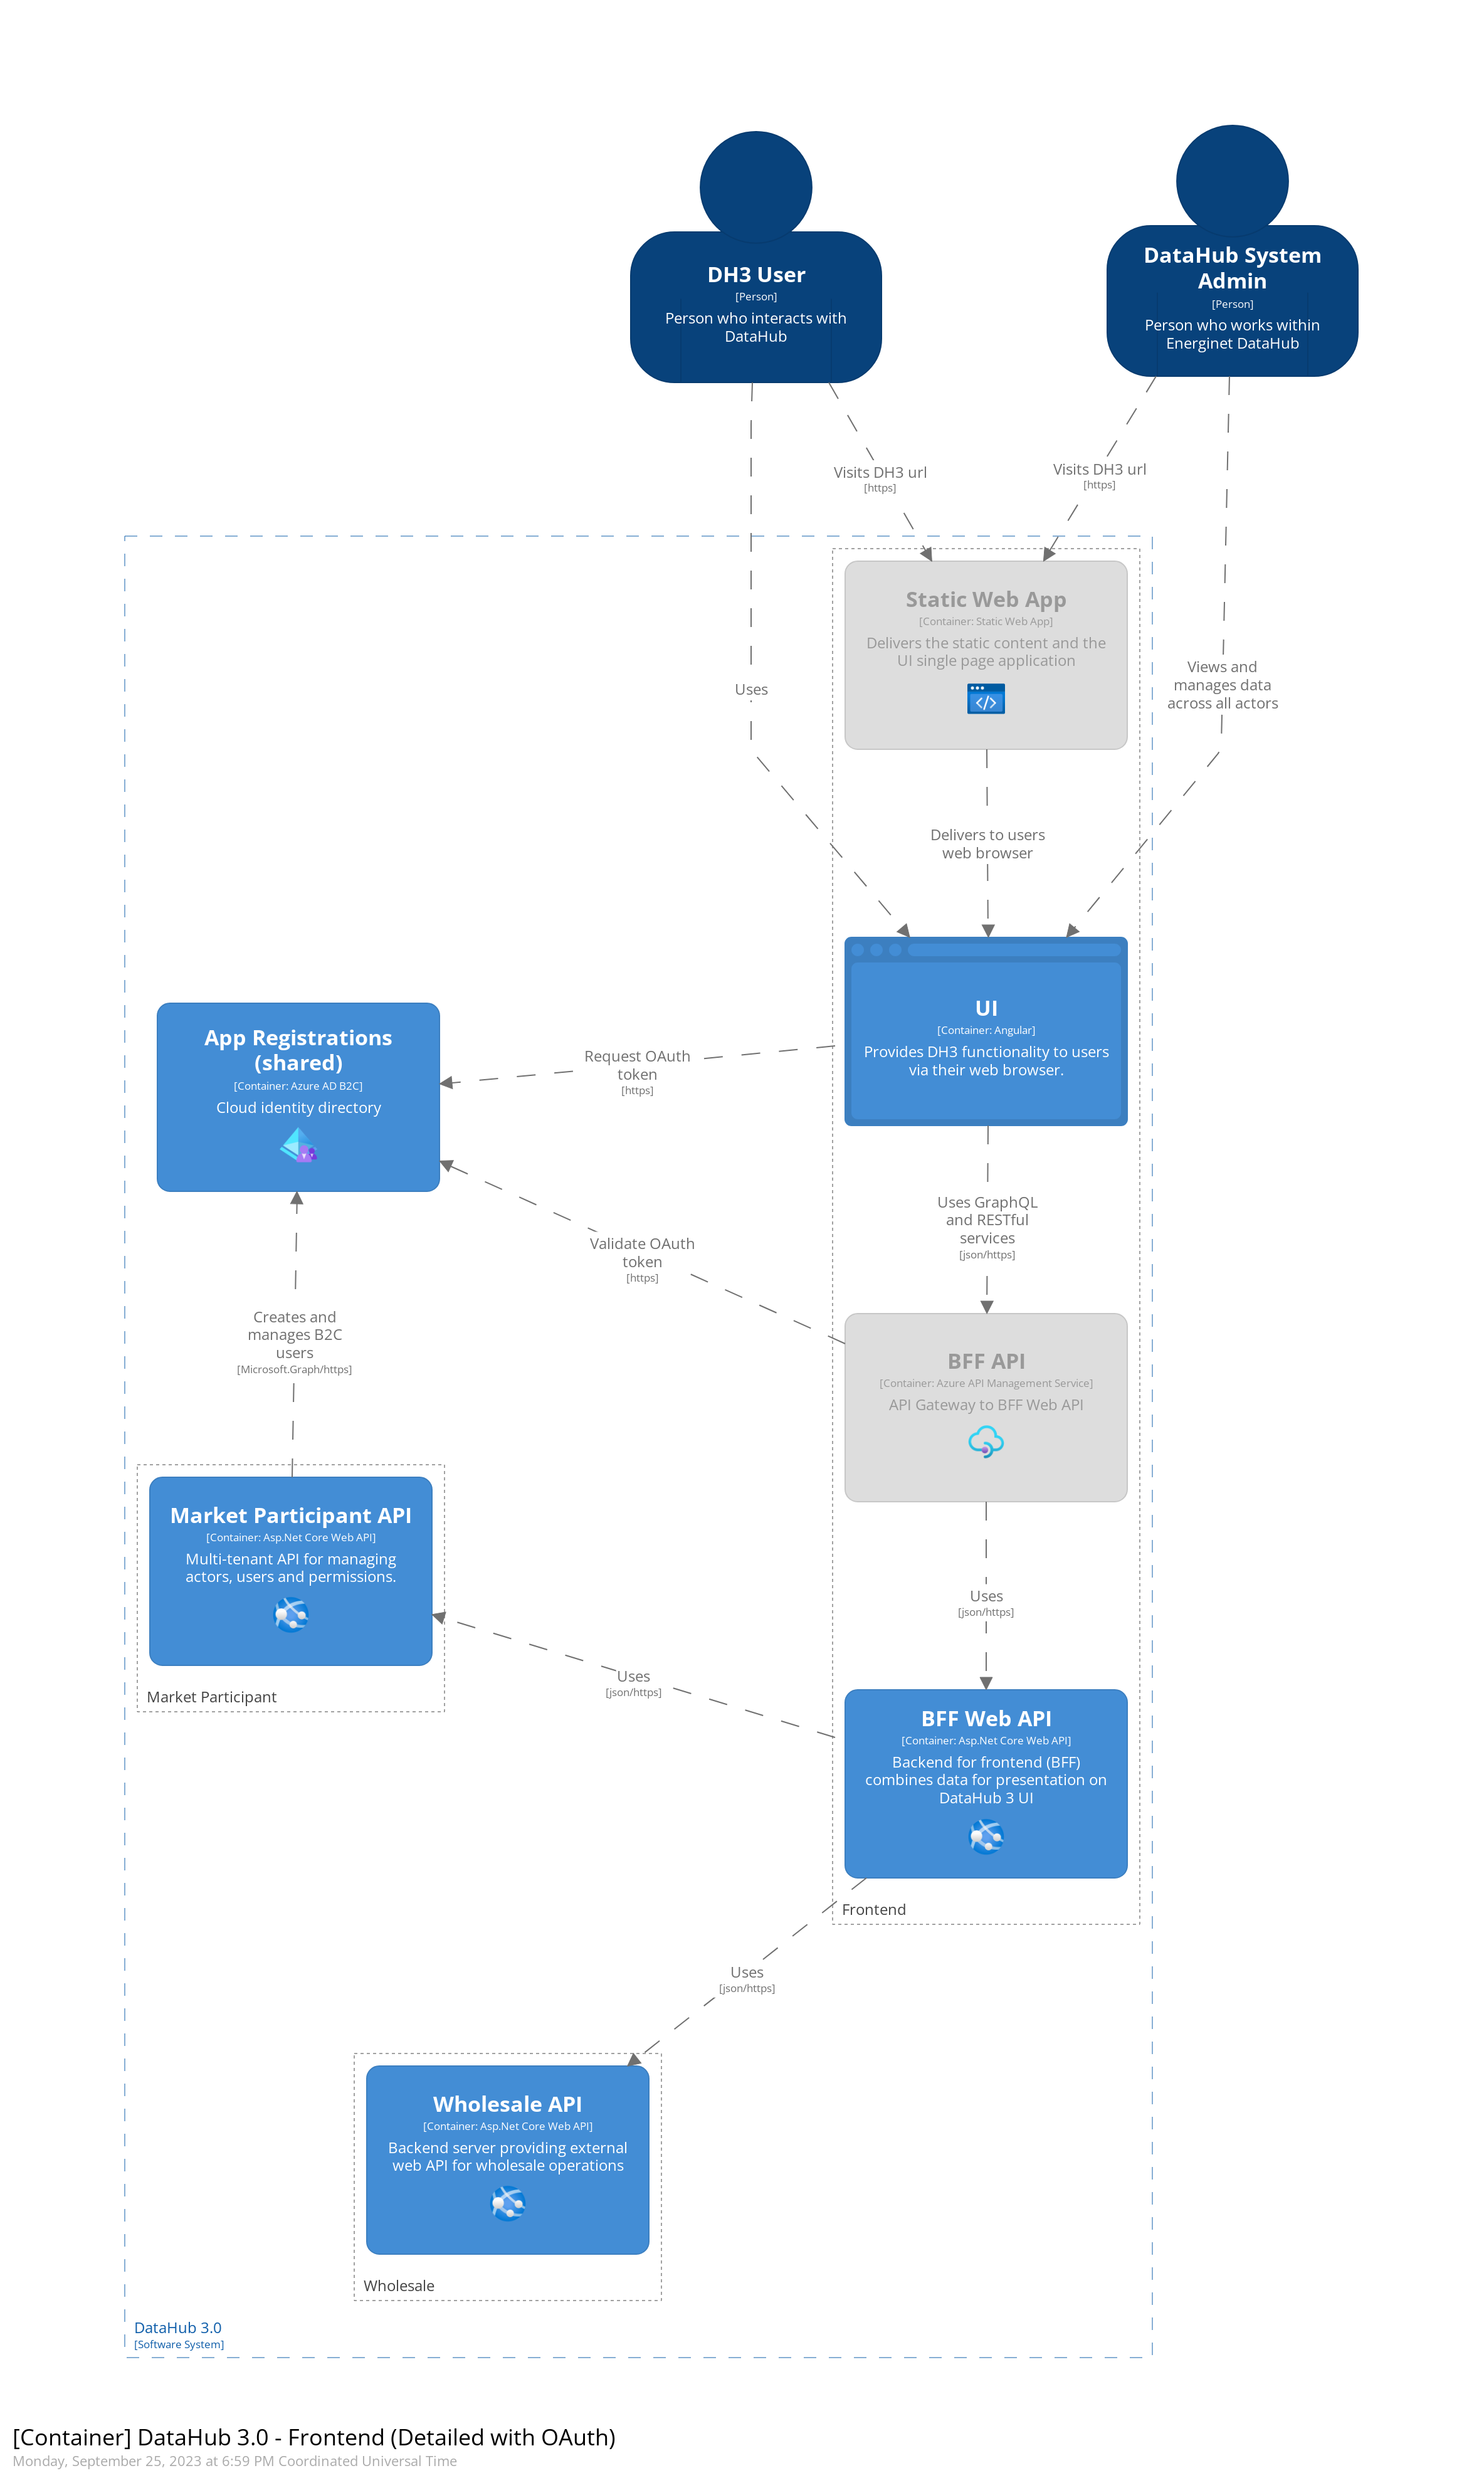 DH3 User
[Person]
Person who interacts with
DataHub
DataHub System
Admin
[Person]
Person who works within
Energinet DataHub
Visits DH3 url
[https]
Visits DH3 url
[https]
Static Web App
[Container: Static Web App]
Delivers the static content and the
UI single page application
Uses
Views and
manages data
across all actors
Delivers to users
web browser
UI
[Container: Angular]
Provides DH3 functionality to users
via their web browser.
App Registrations
(shared)
[Container: Azure AD B2C]
Cloud identity directory
Request OAuth
token
[https]
Uses GraphQL
and RESTful
services
[json/https]
Validate OAuth
token
[https]
Creates and
manages B2C
users
[Microsoft.Graph/https]
BFF API
[Container: Azure API Management Service]
API Gateway to BFF Web API
Market Participant API
[Container: Asp.Net Core Web API]
Multi-tenant API for managing
actors, users and permissions.
Market Participant
Uses
[json/https]
Uses
[json/https]
BFF Web API
[Container: Asp.Net Core Web API]
Backend for frontend (BFF)
combines data for presentation on
DataHub 3 UI
Frontend
Uses
[json/https]
Wholesale API
[Container: Asp.Net Core Web API]
Backend server providing external
web API for wholesale operations
Wholesale
DataHub 3.0
[Software System]
[Container] DataHub 3.0 - Frontend (Detailed with OAuth)
Monday, September 25, 2023 at 6:59 PM Coordinated Universal Time